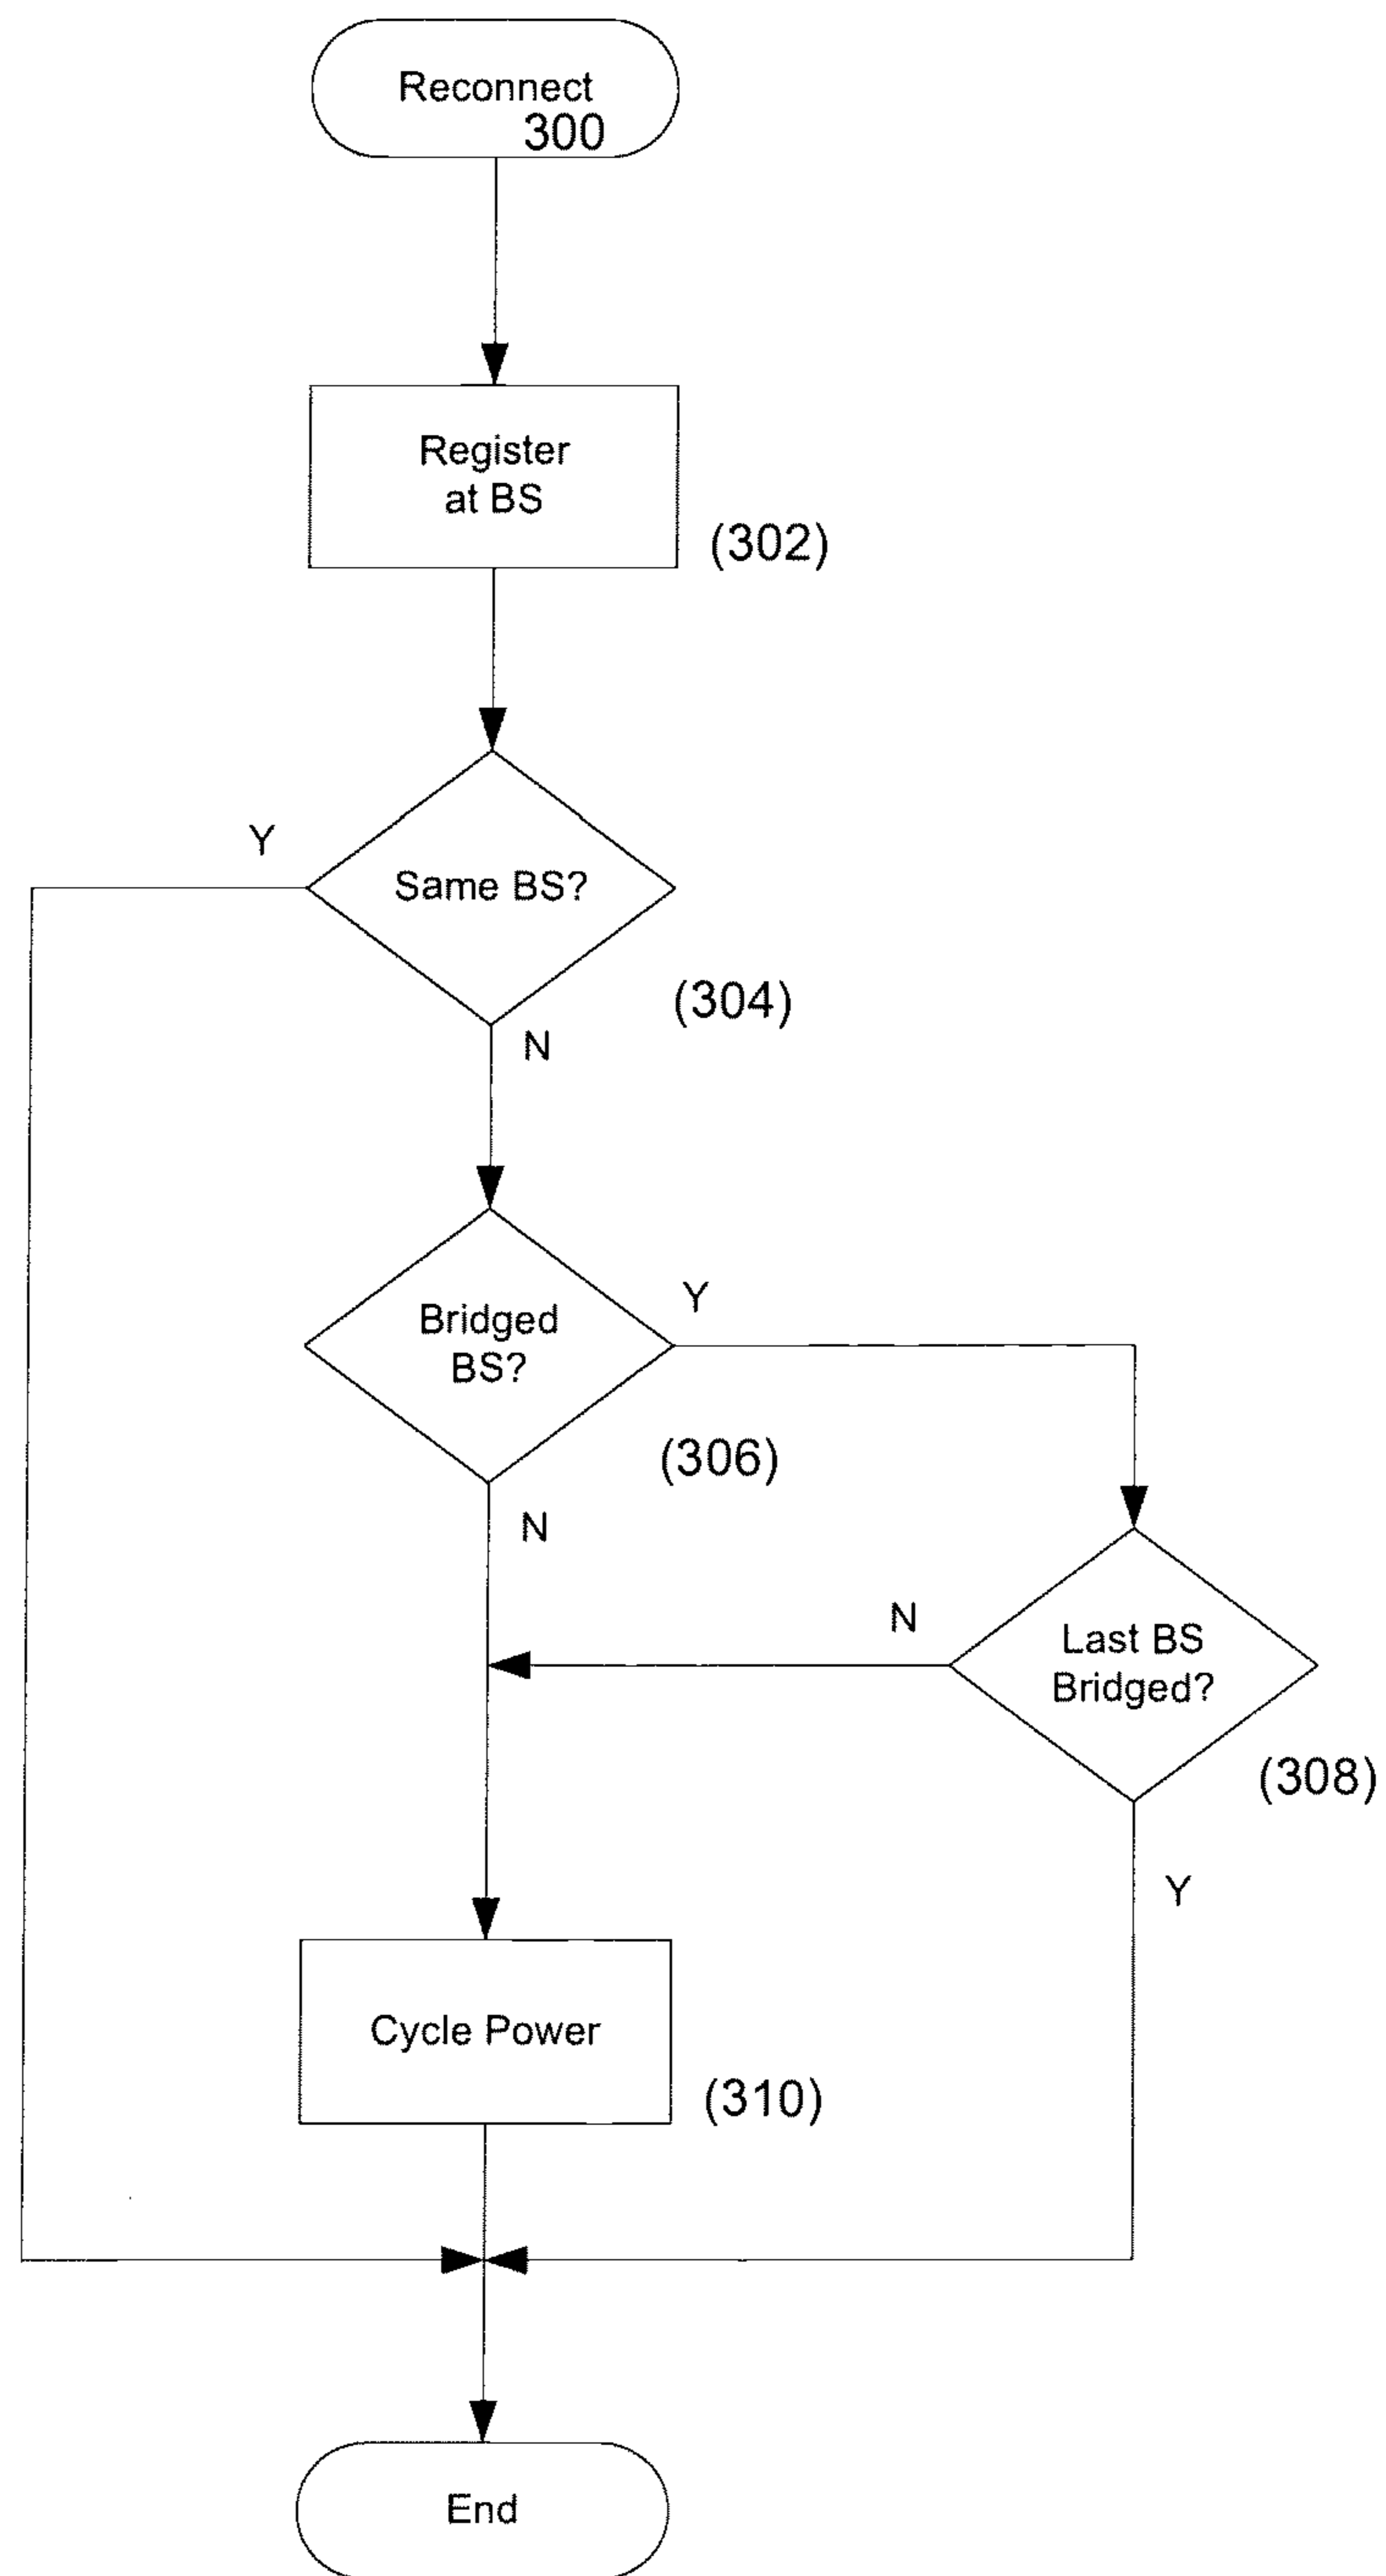 Reconnect
300
Register
at BS
(302)
Y
Same BS?
(304)
N
Bridged
BS?
Y
(306)
N
N
Last BS
Bridged?
(308)
Y
Cycle Power
(310)
End